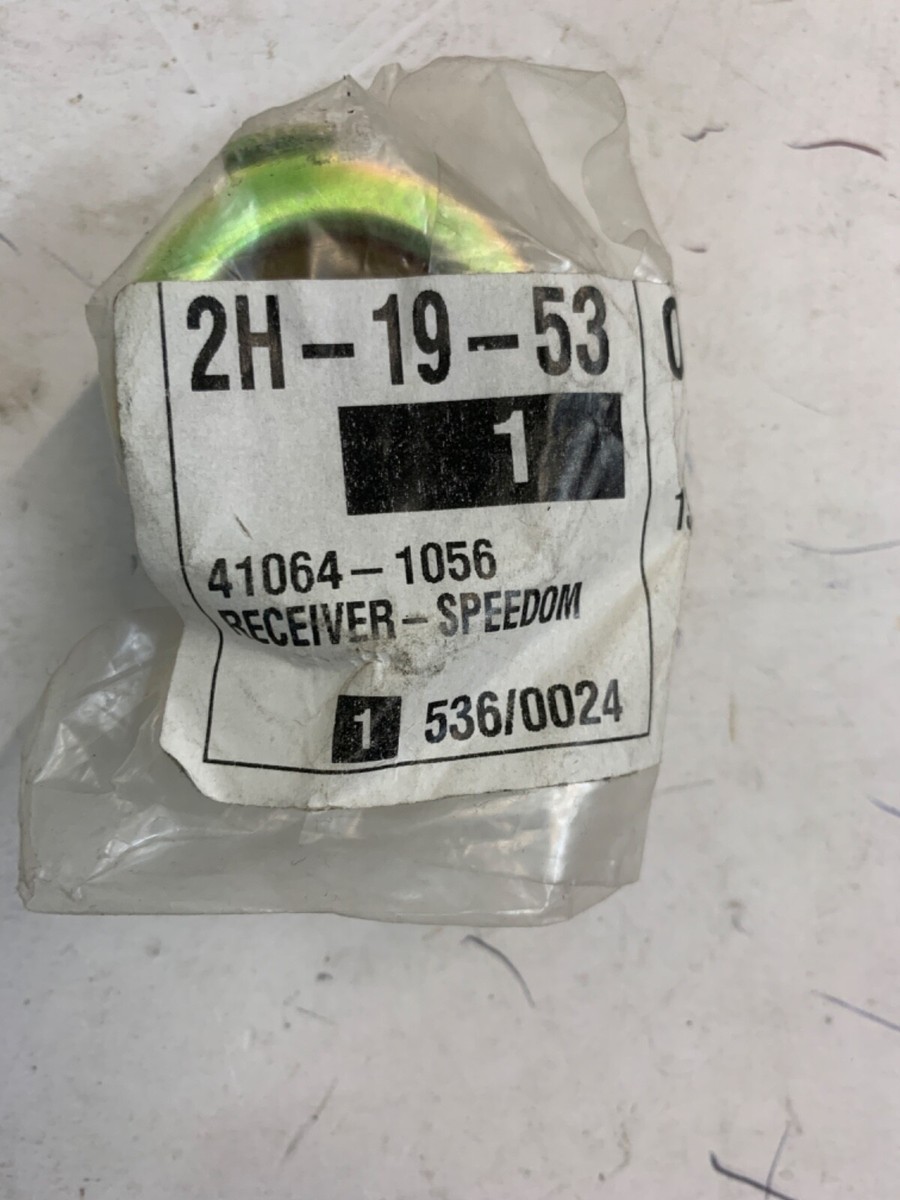 2H-19-53
1
41064-1056
RECEIVER-SPEEDOM
1 536/0024